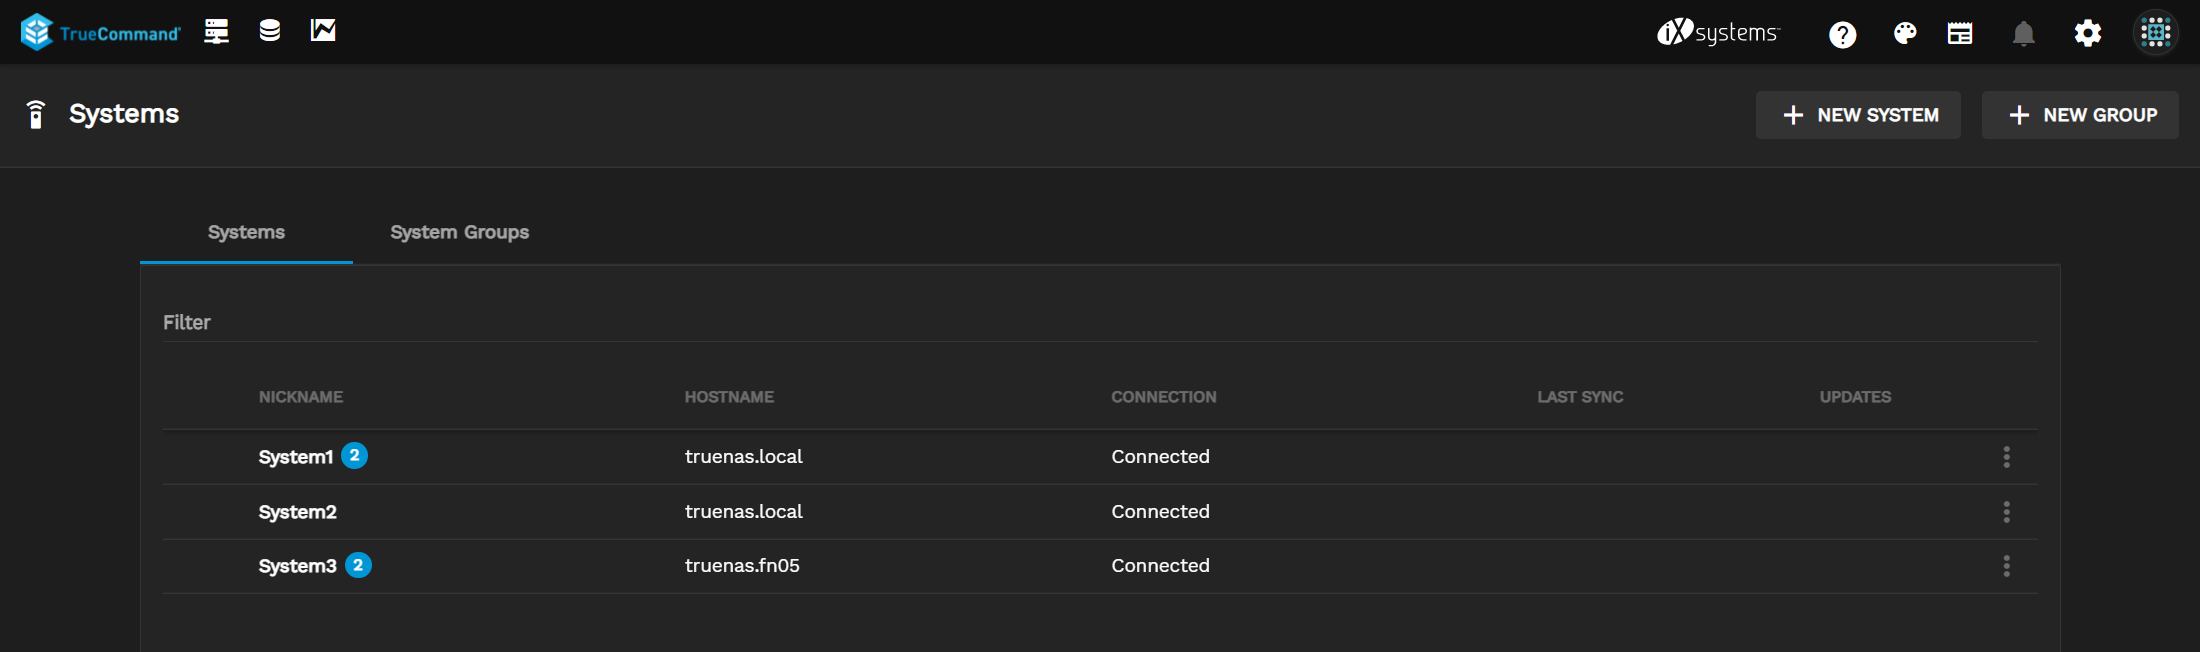 TrueCommand
iXsystems
Systems
NEW SYSTEM
NEW GROUP
Systems
System Groups
Filter
NICKNAME HOSTNAME CONNECTION LAST SYNC UPDATES
System1 2 truenas.local Connected
System2 truenas.local Connected
System3 2 truenas.fn05 Connected